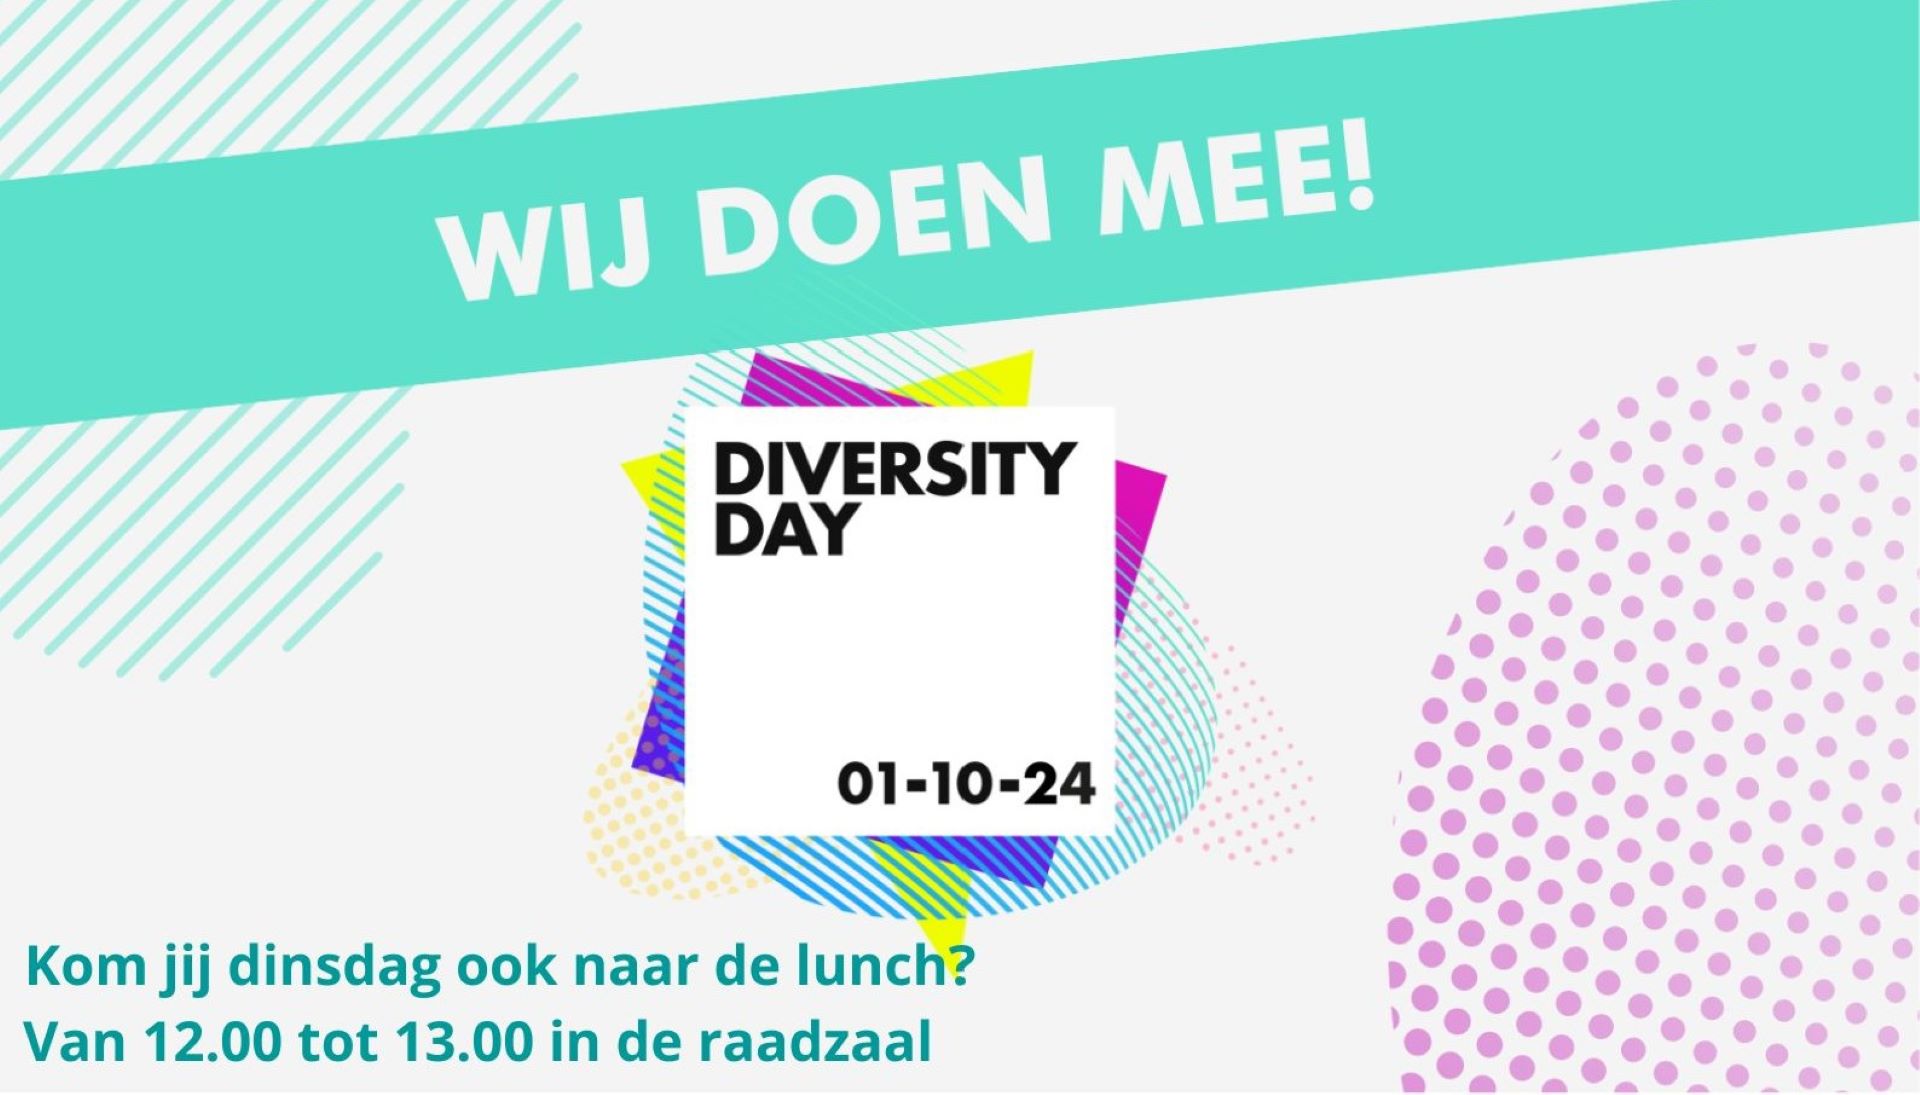 WIJ DOEN MEE!
DIVERSITY
DAY
01-10-24
Kom jij dinsdag ook naar de lunch?
Van 12.00 tot 13.00 in de raadzaal